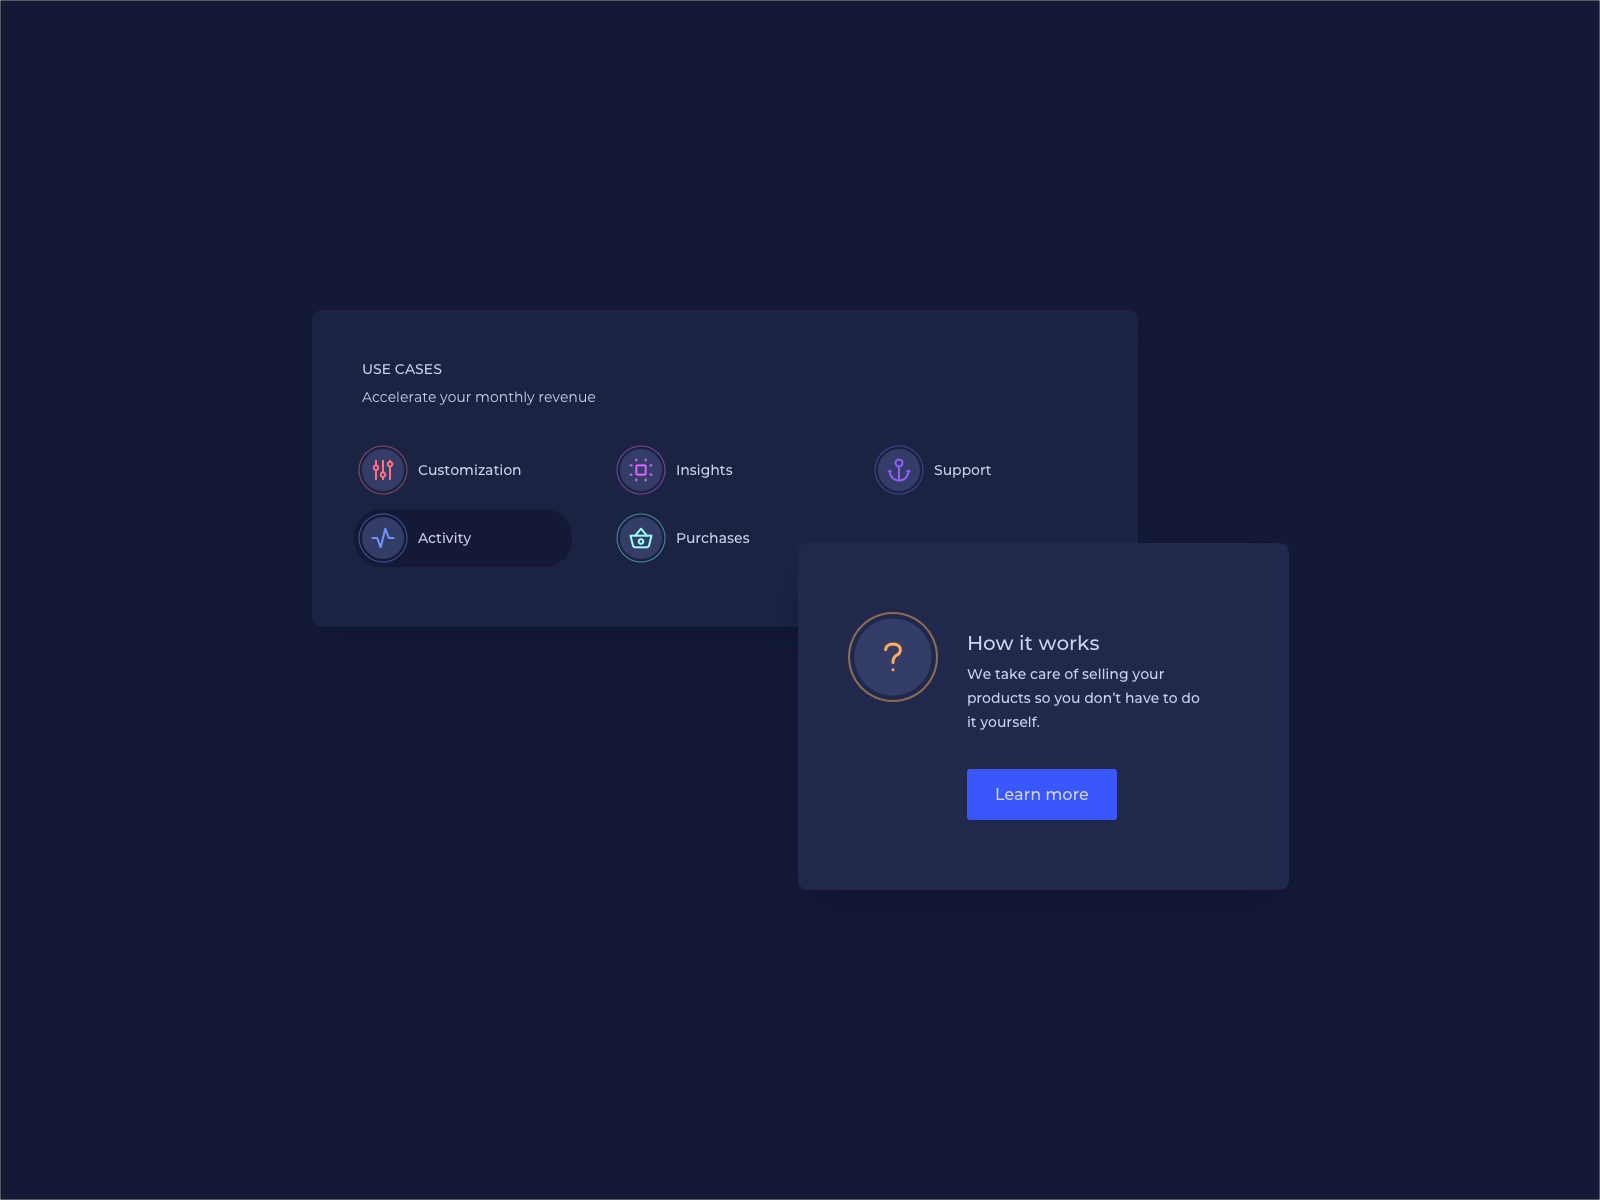 USE CASES
Accelerate your monthly revenue
Customization
Insights
Support
Activity
Purchases
?
How it works
We take care of selling your
products so you don’t have to do
it yourself.
Learn more